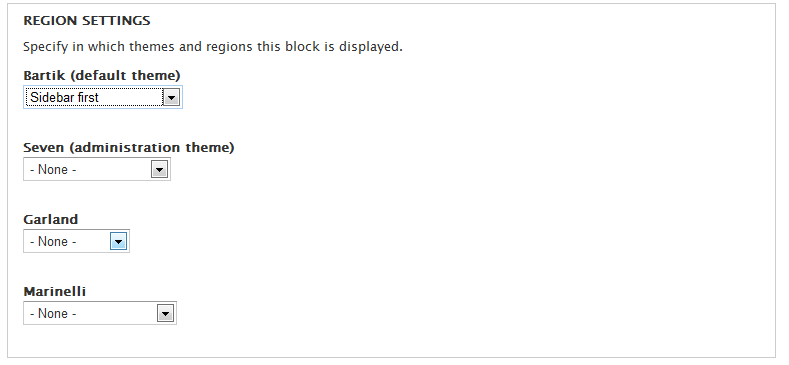 REGION SETTINGS
Specify in which themes and regions this block is displayed.
Bartik (default theme)
Sidebar first
Seven (administration theme)
- None -
Garland
- None -
Marinelli
- None -